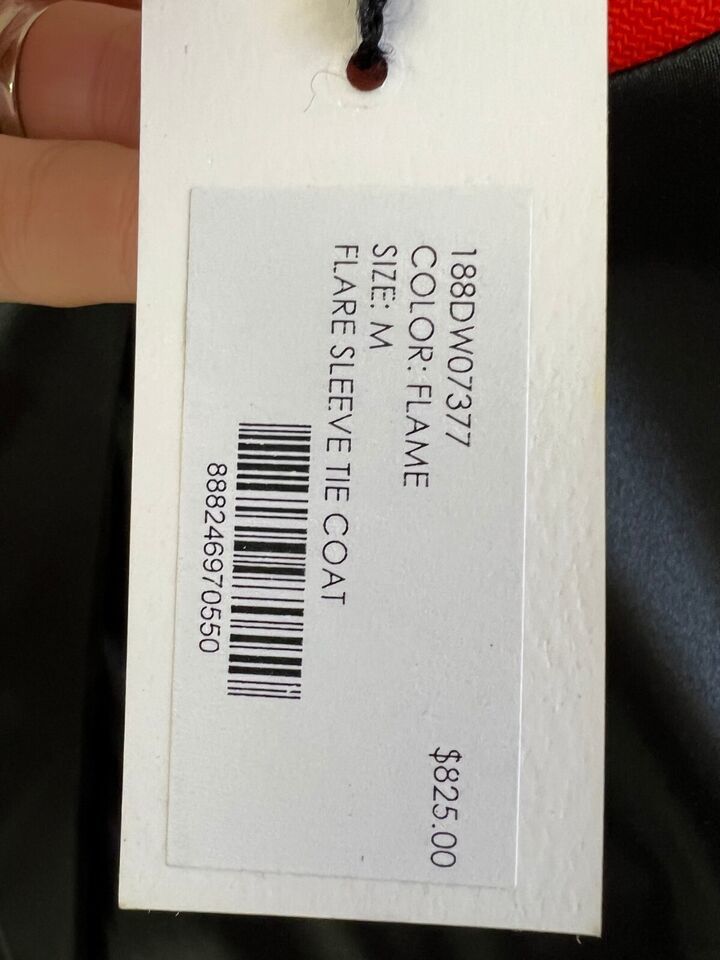 188DW07377
COLOR: FLAME
SIZE: M
FLARE SLEEVE TIE COAT
888246970550
$825.00